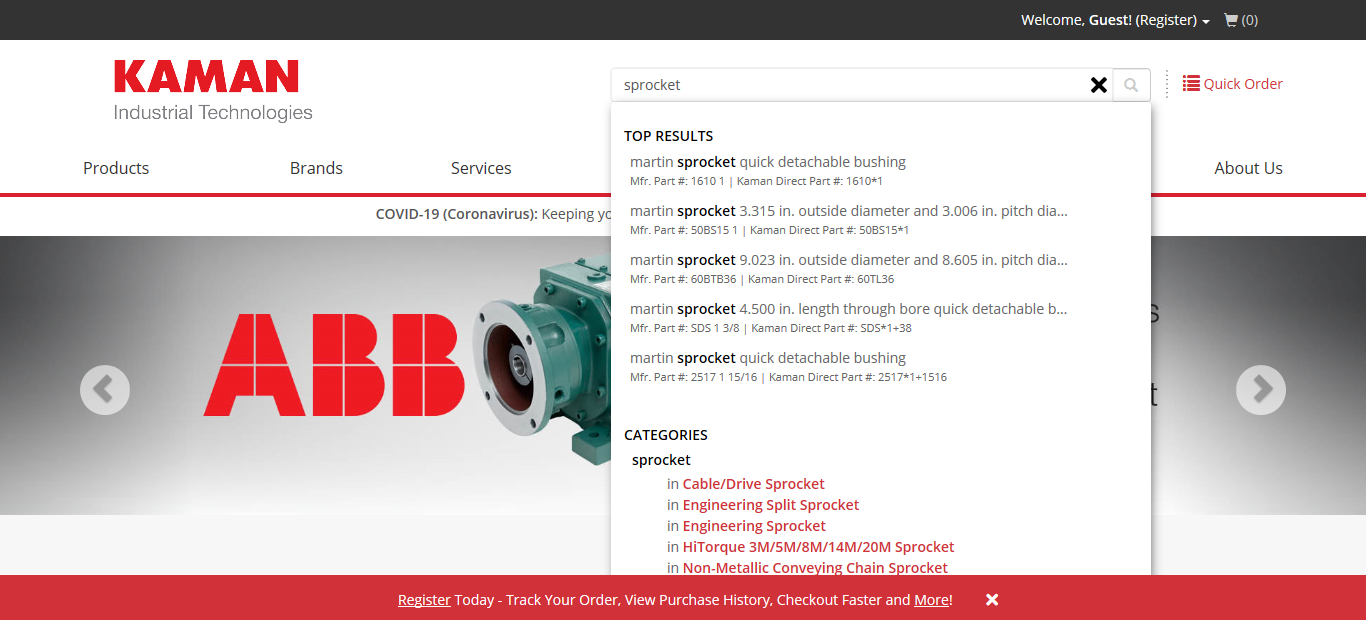 Welcome, Guest! (Register)
(0)
KAMAN
Industrial Technologies
sprocket
Quick Order
Products
Brands
Services
About Us
COVID-19 (Coronavirus): Keeping
TOP RESULTS
martin sprocket quick detachable bushing
Mfr. Part #: 1610 1 | Kaman Direct Part #: 1610*1
martin sprocket 3.315 in. outside diameter and 3.006 in. pitch dia...
Mfr. Part #: 50BS15 1 | Kaman Direct Part #: 50BS15*1
martin sprocket 9.023 in. outside diameter and 8.605 in. pitch dia...
Mfr. Part #: 60BTB36 | Kaman Direct Part #: 60TL36
martin sprocket 4.500 in. length through bore quick detachable b...
Mfr. Part #: SDS 1 3/8 | Kaman Direct Part #: SDS*1+38
martin sprocket quick detachable bushing
Mfr. Part #: 2517 1 15/16 | Kaman Direct Part #: 2517*1+1516
ABB
CATEGORIES
sprocket
in Cable/Drive Sprocket
in Engineering Split Sprocket
in Engineering Sprocket
in HiTorque 3M/5M/8M/14M/20M Sprocket
in Non-Metallic Conveying Chain Sprocket
Register Today - Track Your Order, View Purchase History, Checkout Faster and More!